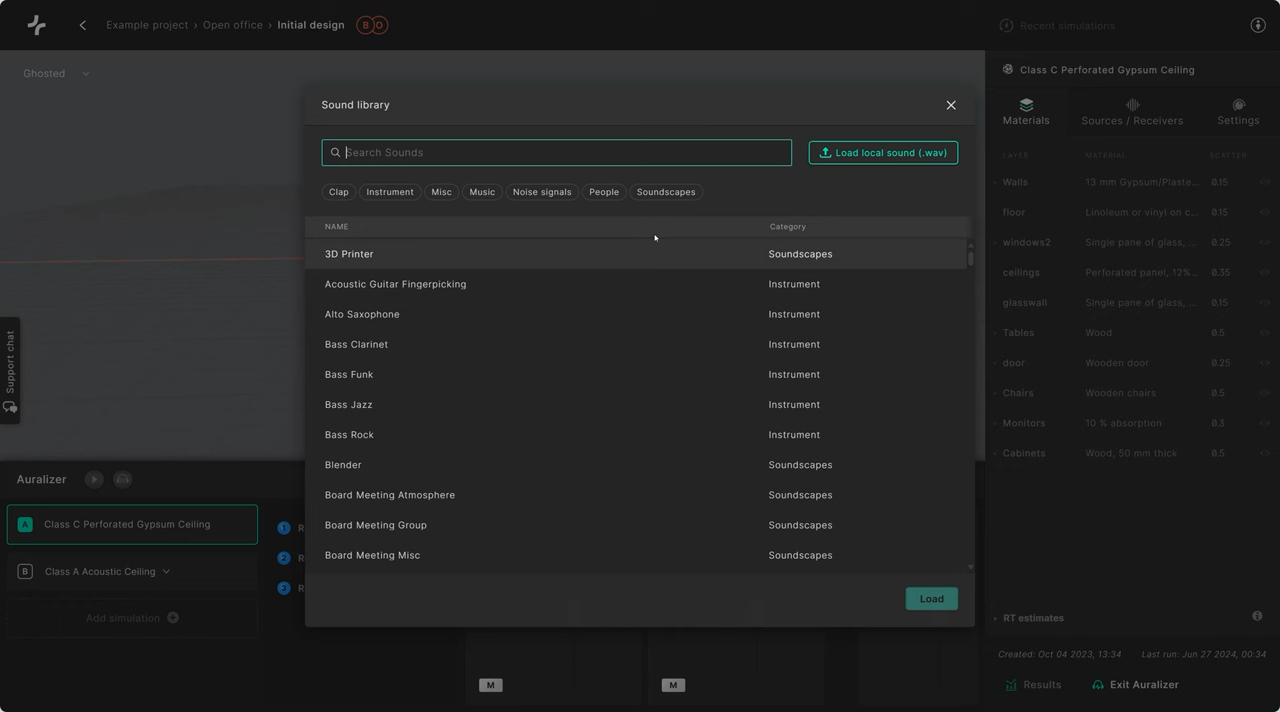 Example project › Open office › Initial design B O
Recent simulations
Ghosted
Class C Perforated Gypsum Ceiling
Materials
Sources / Receivers
Settings
LAYER MATERIAL SCATTER
Walls 13 mm Gypsum/Plaste... 0.15
floor Linoleum or vinyl on c... 0.15
windows2 Single pane of glass, ... 0.25
ceilings Perforated panel, 12%... 0.35
glasswall Single pane of glass, ... 0.15
Tables Wood 0.5
door Wooden door 0.25
Chairs Wooden chairs 0.5
Monitors 10 % absorption 0.3
Cabinets Wood, 50 mm thick 0.5
RT estimates
Created: Oct 04 2023, 13:34 Last run: Jun 27 2024, 00:34
Results Exit Auralizer
Sound library
Search Sounds
Load local sound (.wav)
Clap Instrument Misc Music Noise signals People Soundscapes
NAME Category
3D Printer Soundscapes
Acoustic Guitar Fingerpicking Instrument
Alto Saxophone Instrument
Bass Clarinet Instrument
Bass Funk Instrument
Bass Jazz Instrument
Bass Rock Instrument
Blender Soundscapes
Board Meeting Atmosphere Soundscapes
Board Meeting Group Soundscapes
Board Meeting Misc Soundscapes
Load
Support chat
Auralizer
A Class C Perforated Gypsum Ceiling
B Class A Acoustic Ceiling
Add simulation
1 R
2 R
3 R
M M